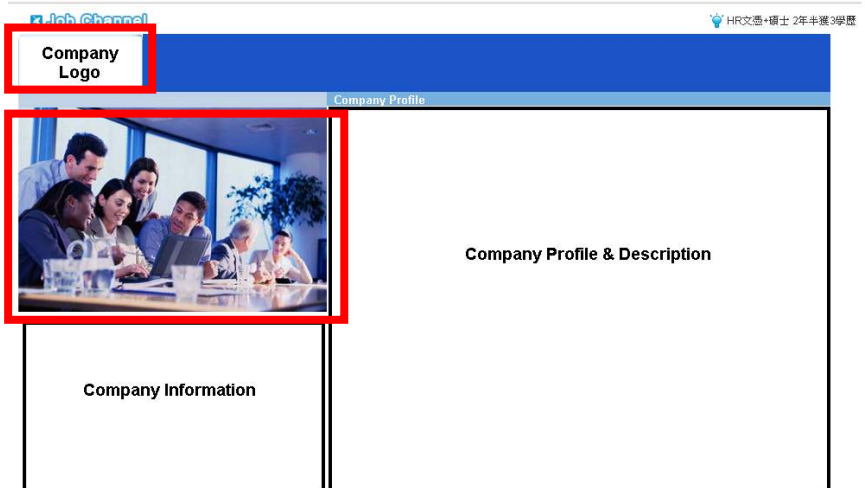 Job Channel
HR文憑+碩士 2年半獲3學歷
Company
Logo
Company Profile
Company Profile & Description
Company Information